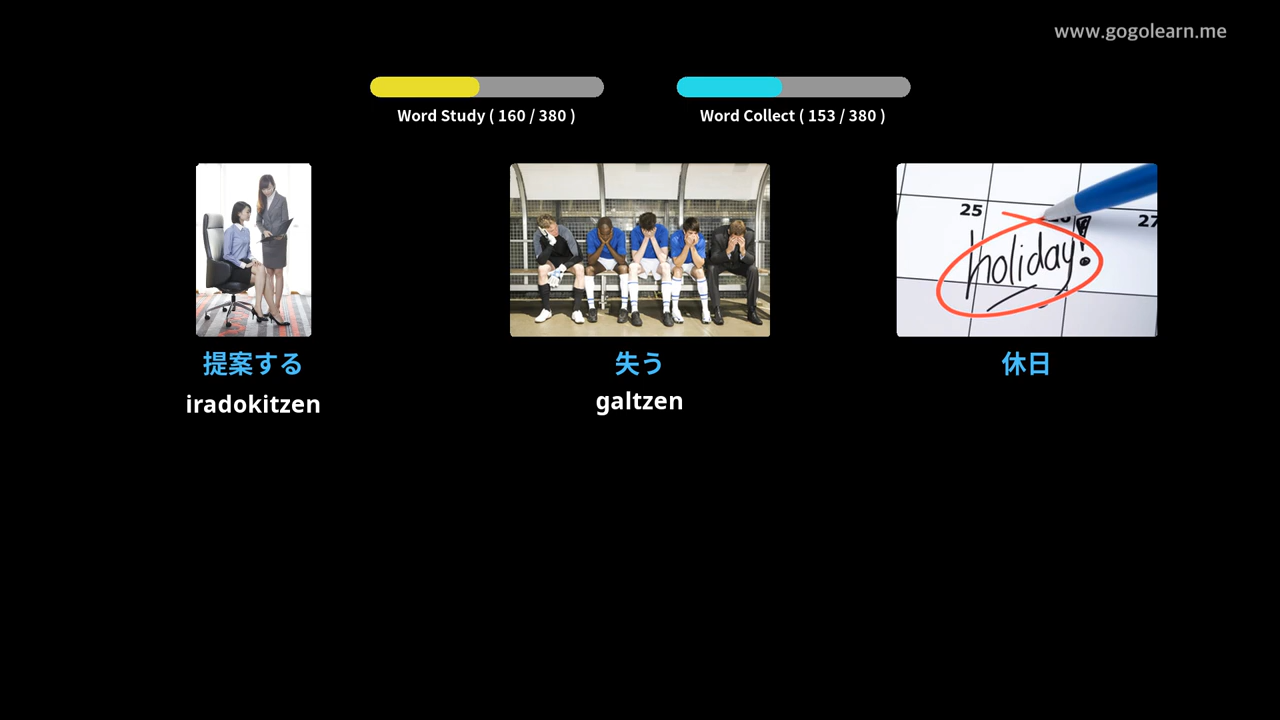 www.gogolearn.me
Word Study ( 160 / 380 )
Word Collect ( 153 / 380 )
25
27
holiday!
提案する
失う
休日
iradokitzen
galtzen